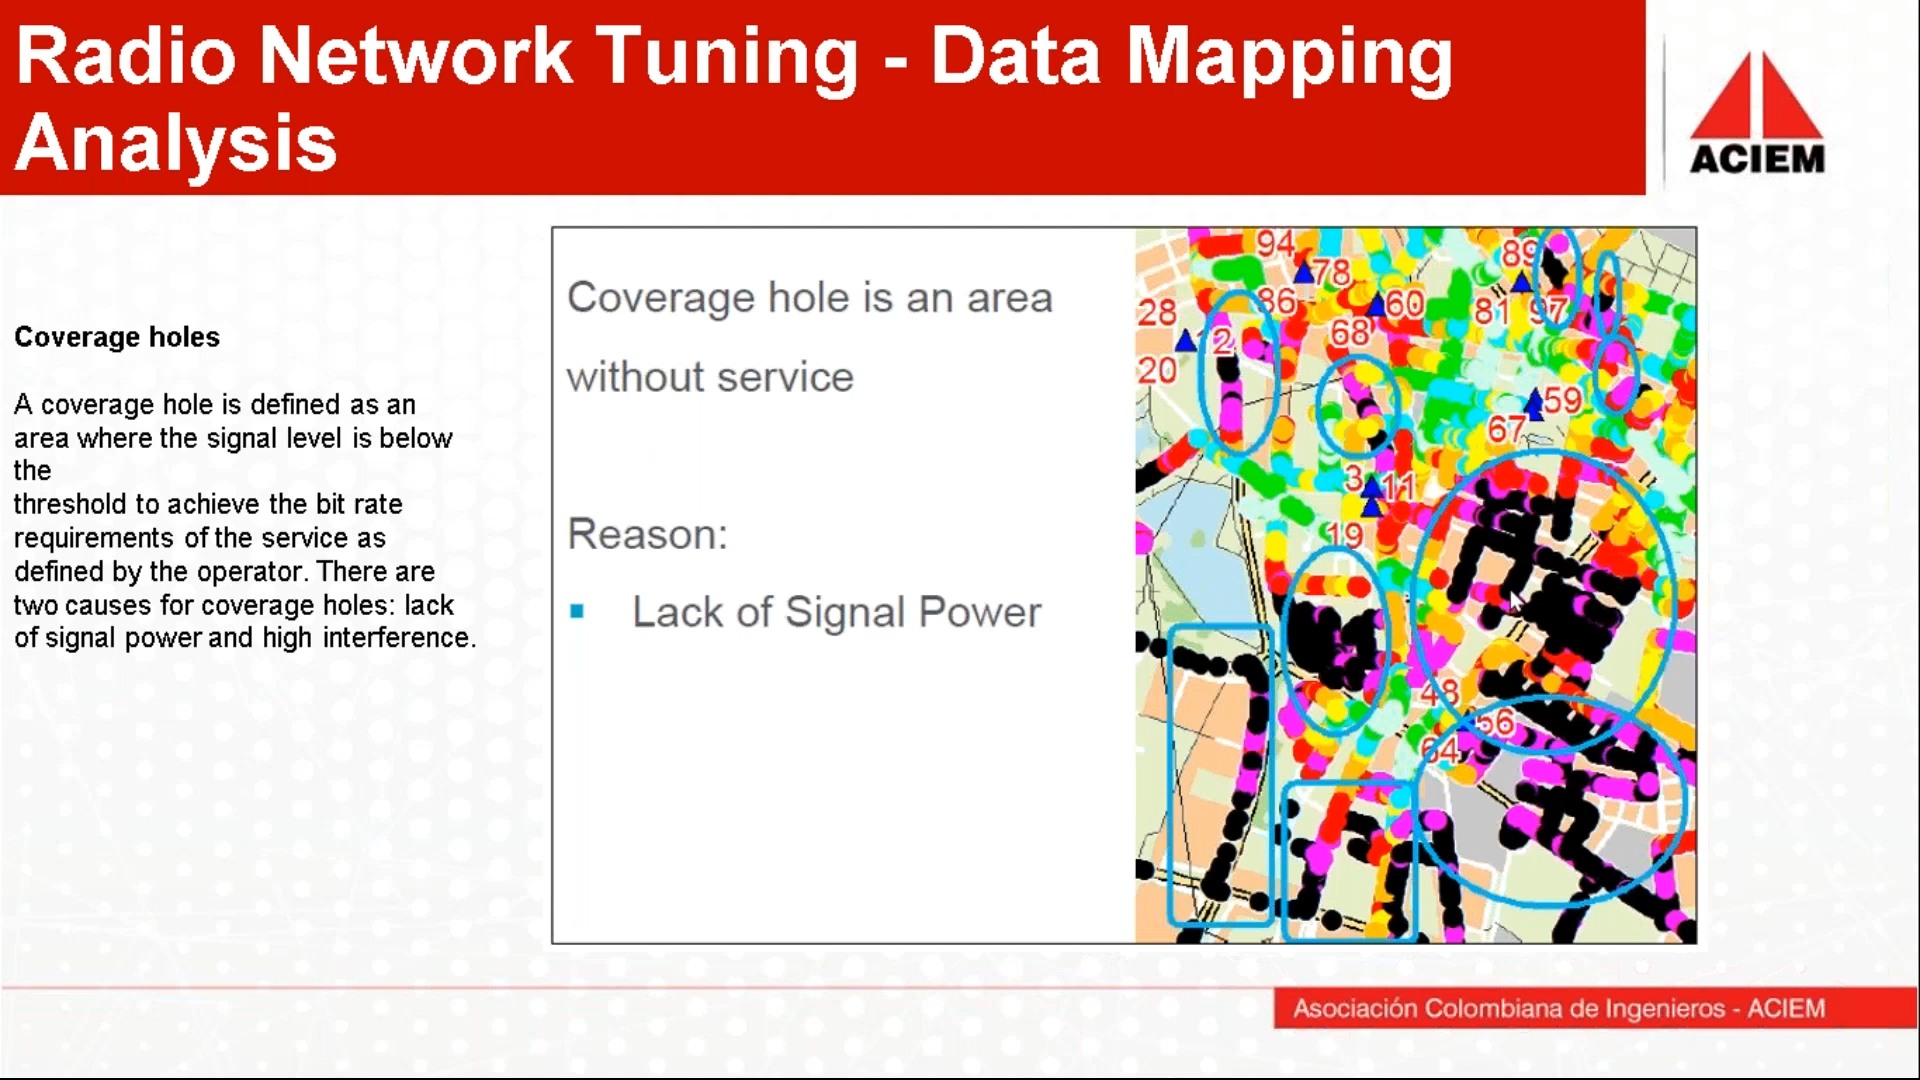 Radio Network Tuning - Data Mapping
Analysis
ACIEM
Coverage holes
A coverage hole is defined as an
area where the signal level is below
the
threshold to achieve the bit rate
requirements of the service as
defined by the operator. There are
two causes for coverage holes: lack
of signal power and high interference.
Coverage hole is an area
without service
Reason:
▪ Lack of Signal Power
94
78
89
28
86
60
81
97
68
2
20
59
67
3
11
19
48
56
64
Asociación Colombiana de Ingenieros - ACIEM